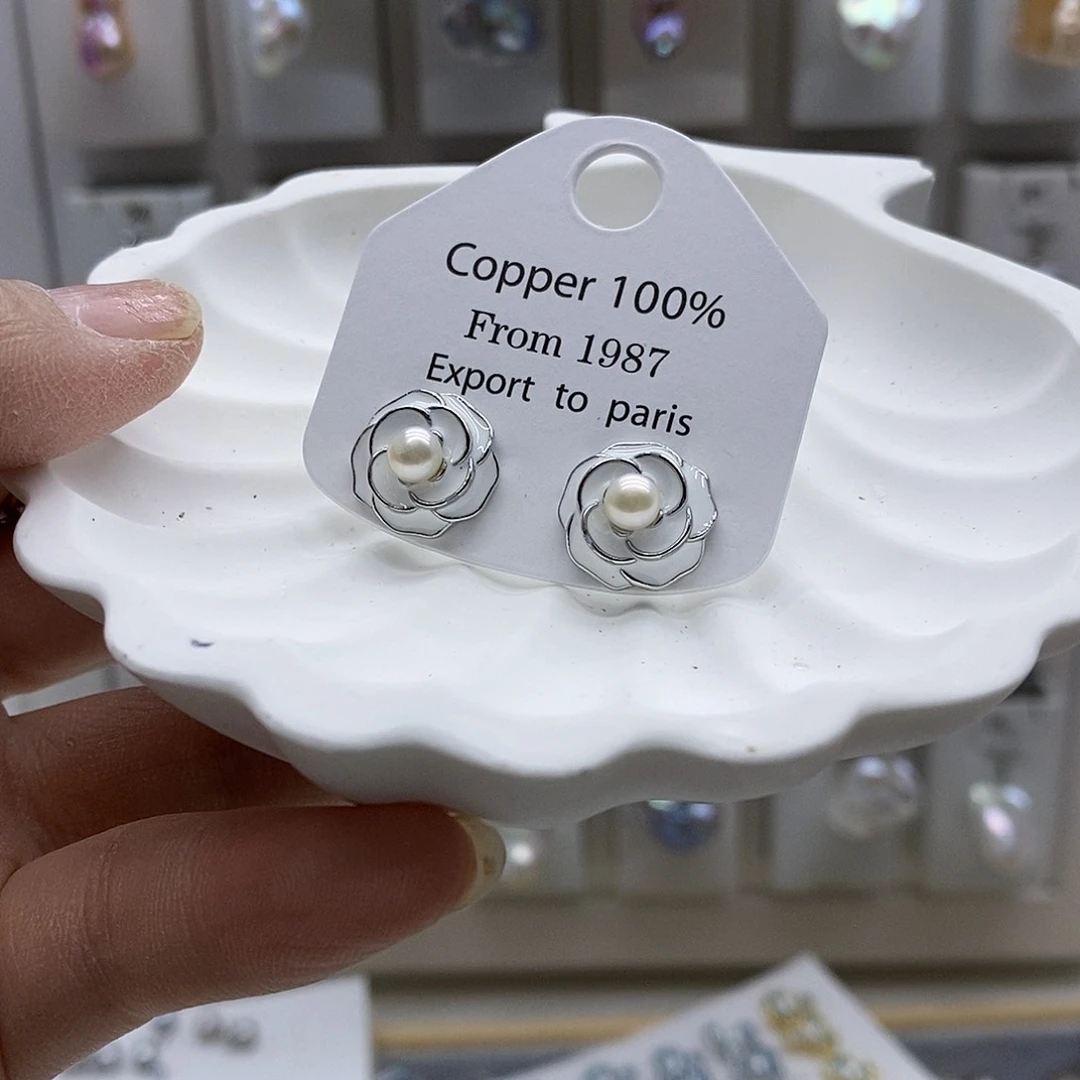 Copper 100%
From 1987
Export to paris